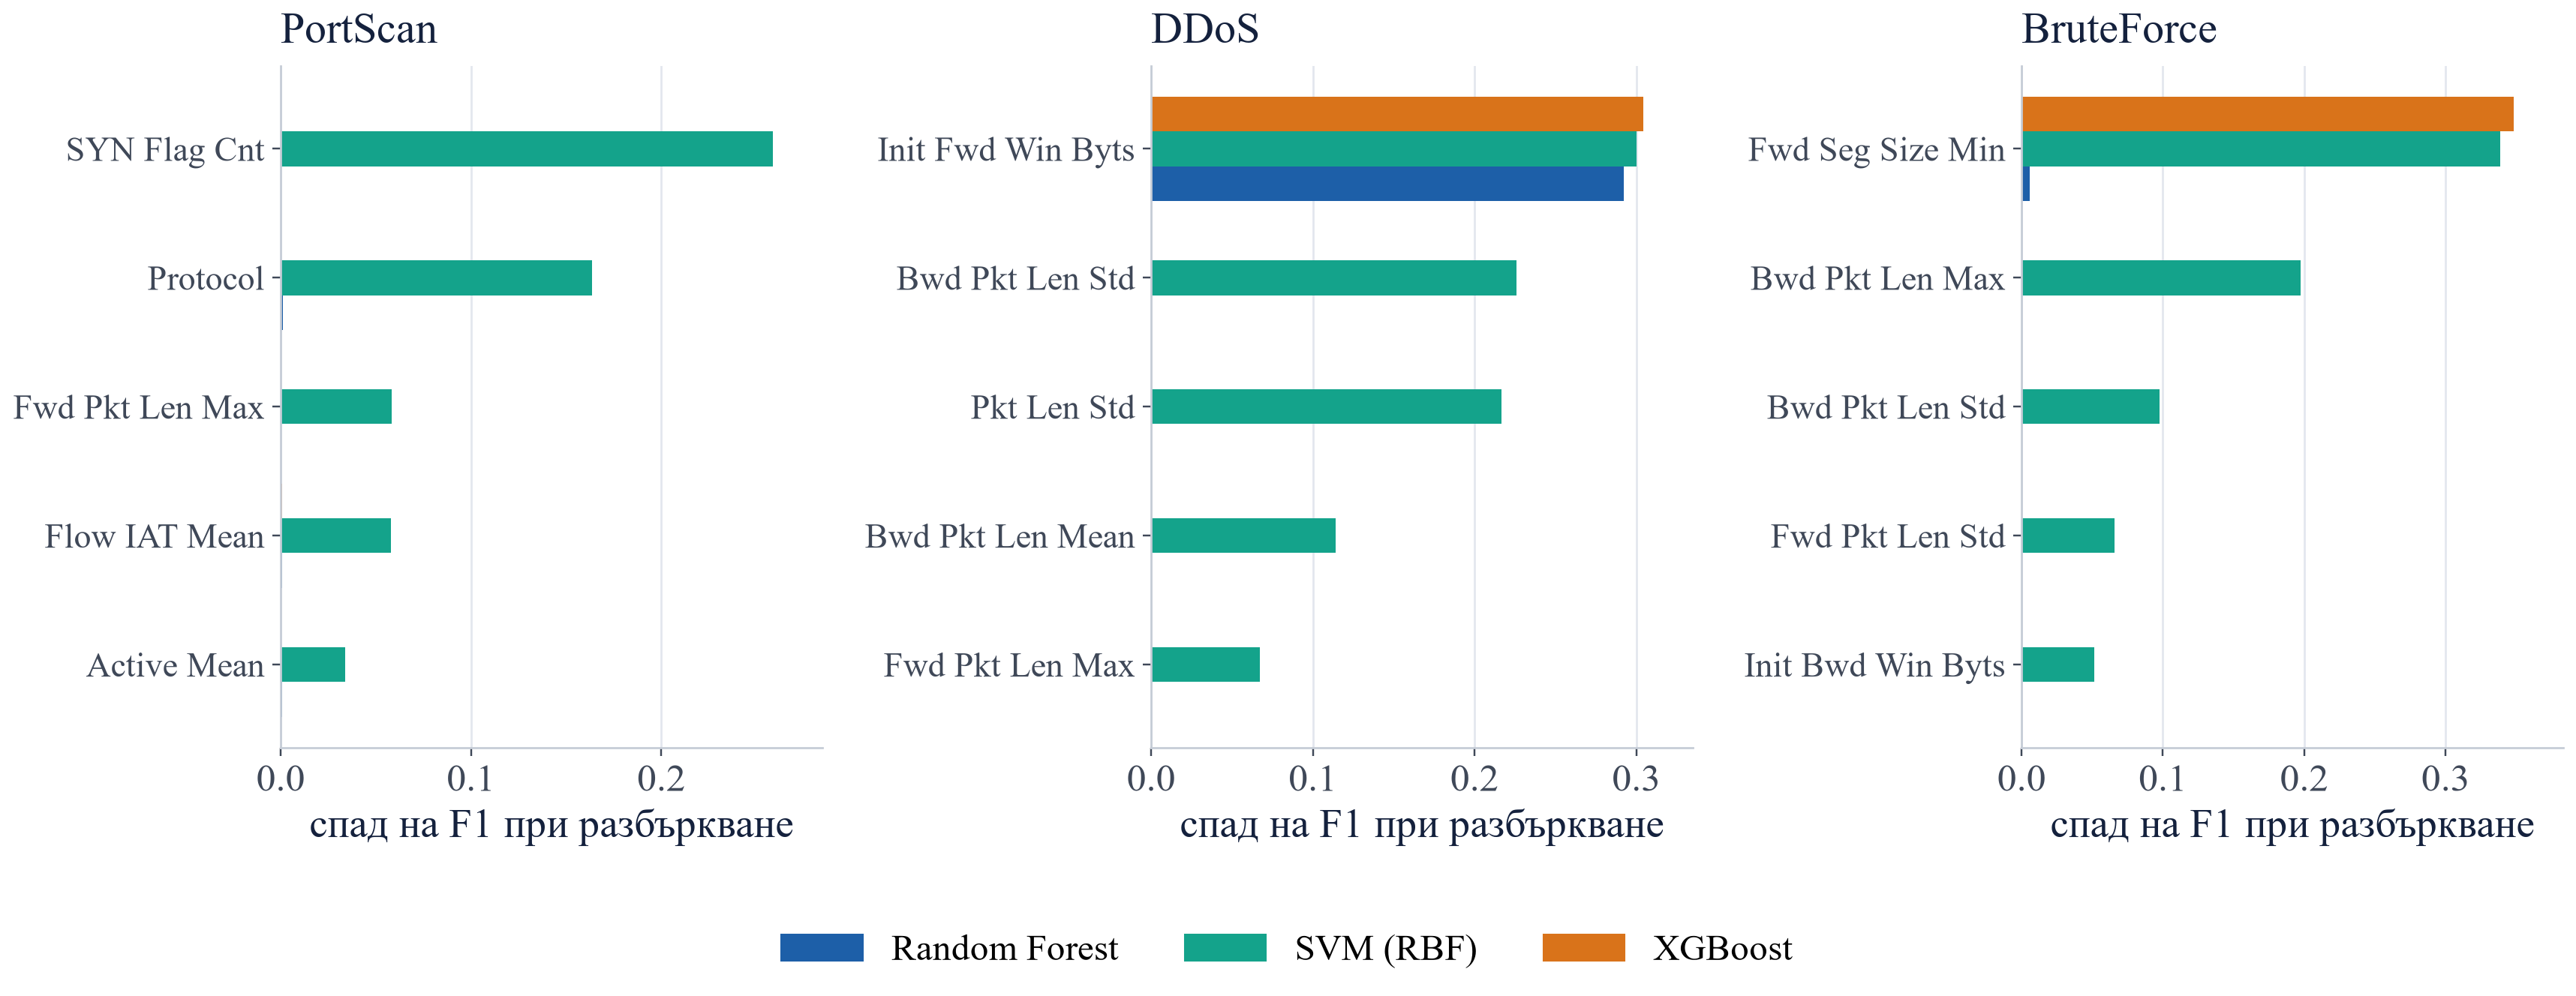 PortScan
SYN Flag Cnt
Protocol
Fwd Pkt Len Max
Flow IAT Mean
Active Mean
0.0 0.1 0.2
спад на F1 при разбъркване
DDoS
Init Fwd Win Byts
Bwd Pkt Len Std
Pkt Len Std
Bwd Pkt Len Mean
Fwd Pkt Len Max
0.0 0.1 0.2 0.3
спад на F1 при разбъркване
BruteForce
Fwd Seg Size Min
Bwd Pkt Len Max
Bwd Pkt Len Std
Fwd Pkt Len Std
Init Bwd Win Byts
0.0 0.1 0.2 0.3
спад на F1 при разбъркване
Random Forest SVM (RBF) XGBoost